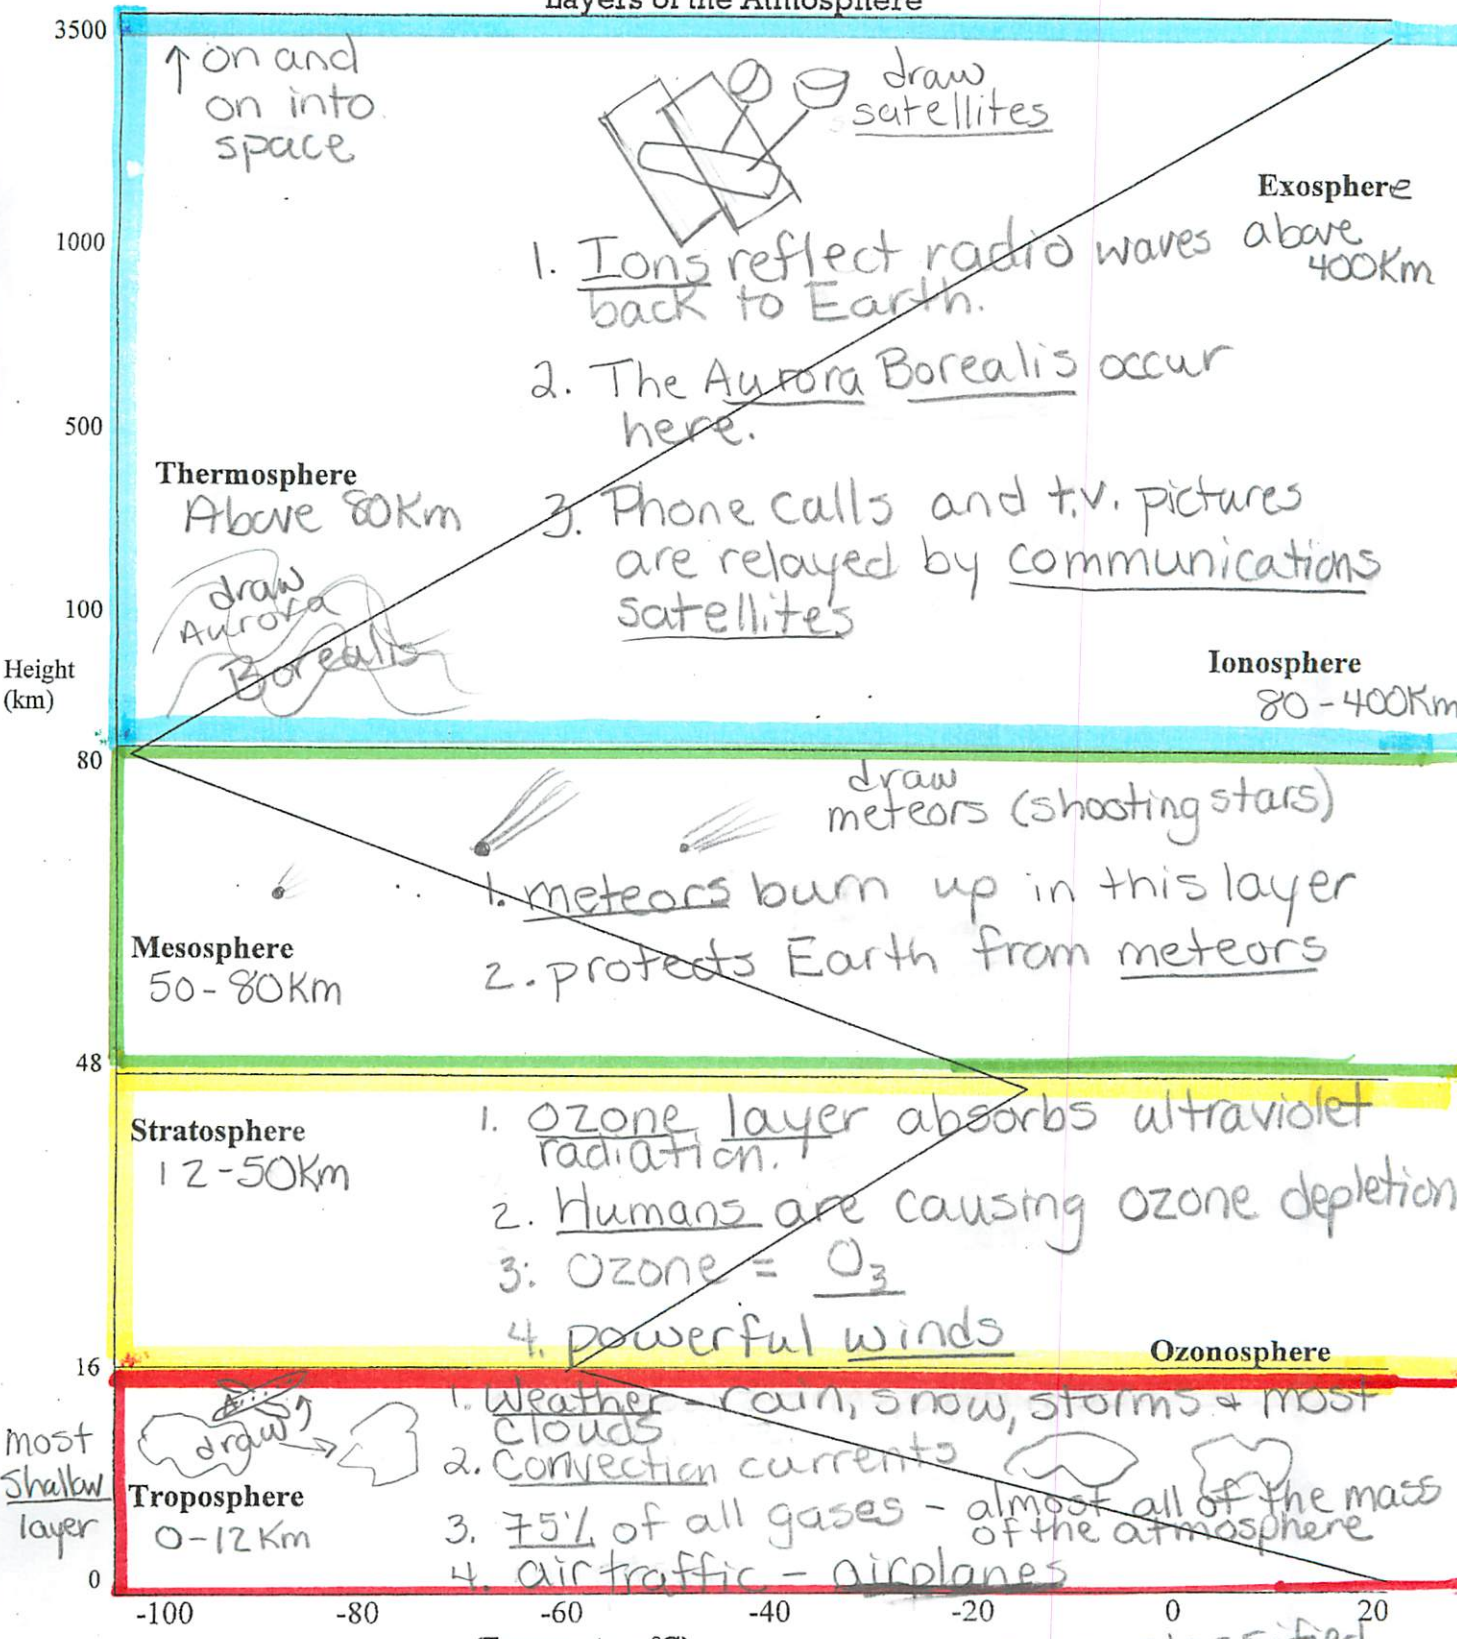 Layers of the Atmosphere
3500
↑ on and
on into
space
draw
satellites
Exosphere
above
400Km
1000
1. Ions reflect radio waves
back to Earth.
2. The Aurora Borealis occur
here.
500
Thermosphere
Above 80Km
3. Phone calls and t.v. pictures
are relayed by communications
satellites
draw
Aurora
Borealis
100
Height
(km)
Ionosphere
80-400Km
80
draw
meteors (shooting stars)
1. meteors burn up in this layer
2. protects Earth from meteors
Mesosphere
50-80Km
48
Stratosphere
12-50Km
1. Ozone layer absorbs ultraviolet
radiation.
2. Humans are causing ozone depletion
3. Ozone = O3
4. powerful winds
Ozonosphere
16
draw
1. Weather - rain, snow, storms & most
clouds
2. Convection currents
3. 75% of all gases - almost all of the mass
of the atmosphere
4. air traffic - airplanes
most
shallow
layer
Troposphere
0-12Km
0
-100 -80 -60 -40 -20 0 20